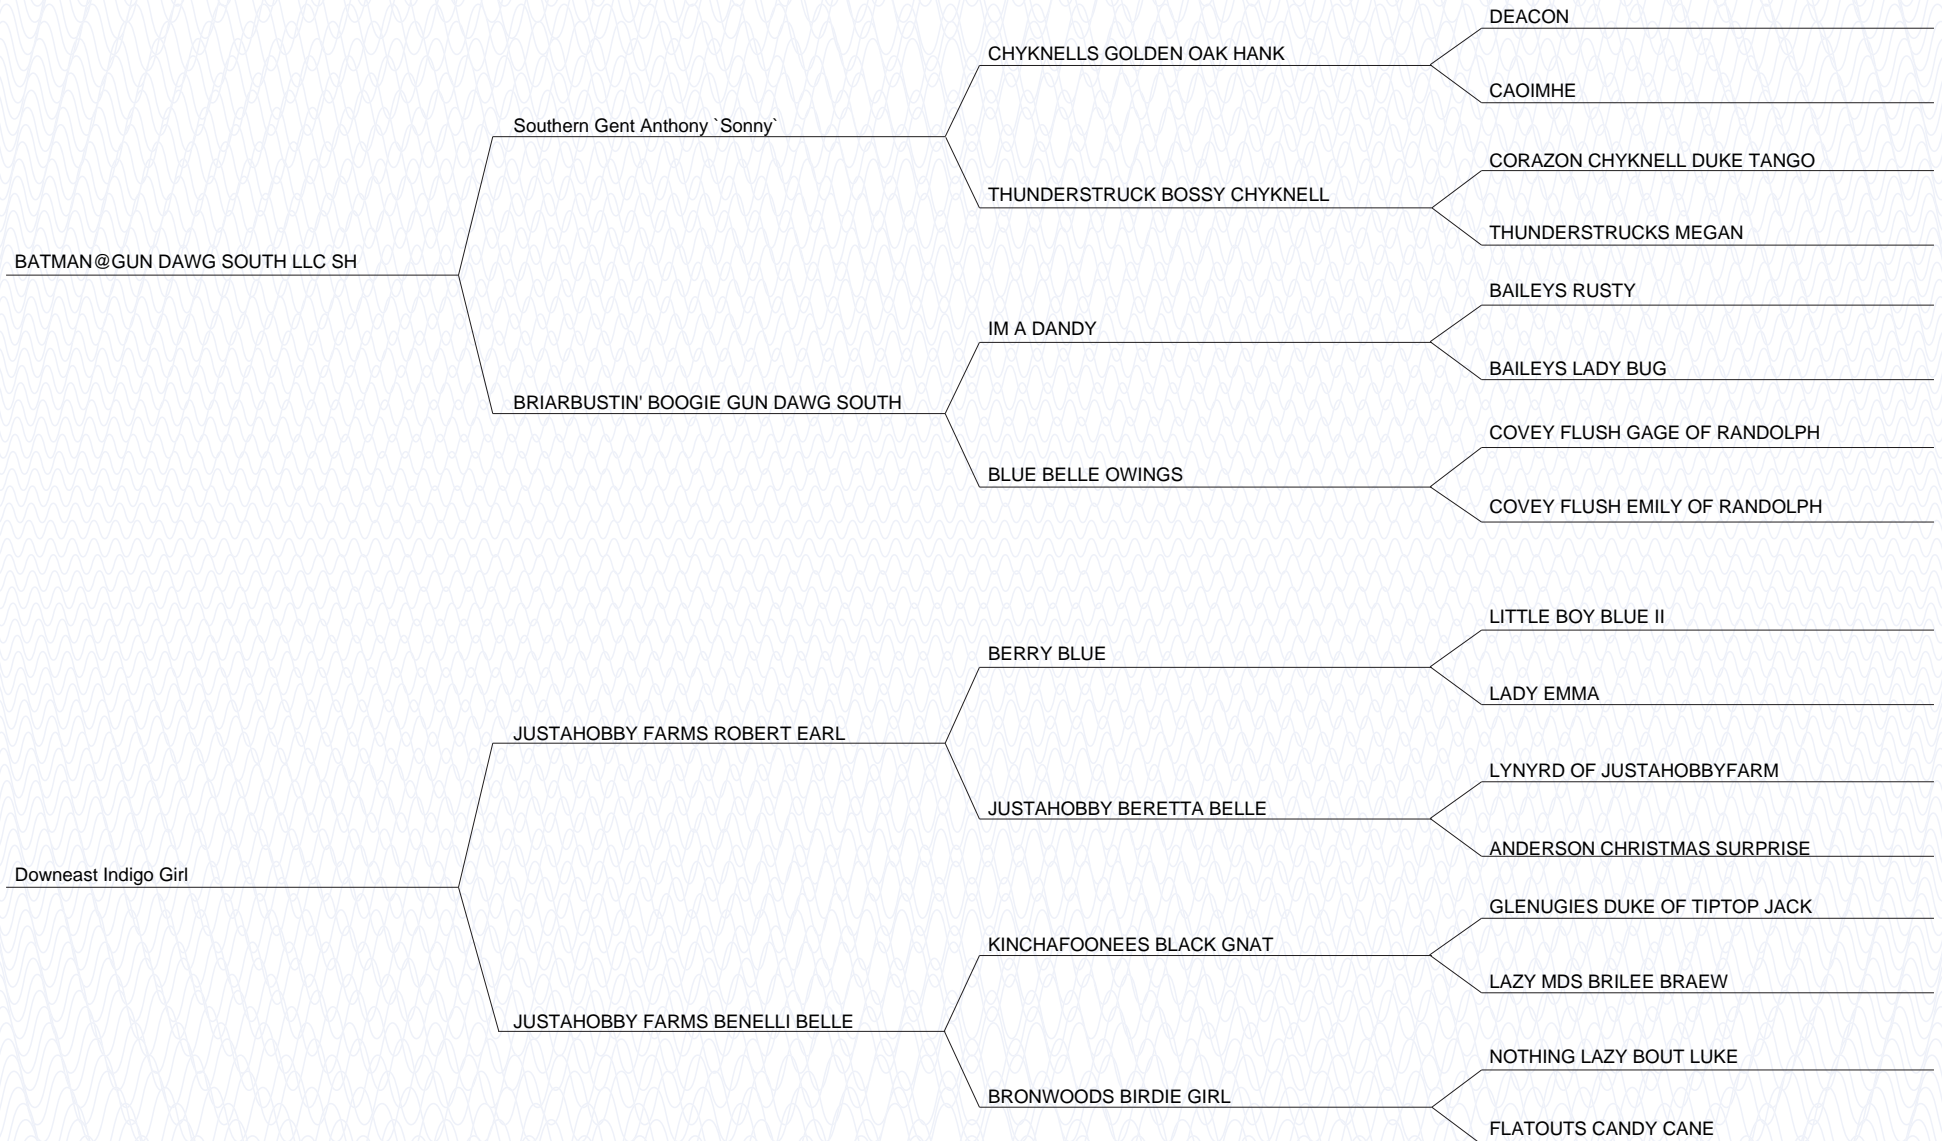 DEACON
CHYKNELLS GOLDEN OAK HANK
CAOIMHE
Southern Gent Anthony `Sonny`
CORAZON CHYKNELL DUKE TANGO
THUNDERSTRUCK BOSSY CHYKNELL
THUNDERSTRUCKS MEGAN
BATMAN@GUN DAWG SOUTH LLC SH
BAILEYS RUSTY
IM A DANDY
BAILEYS LADY BUG
BRIARBUSTIN' BOOGIE GUN DAWG SOUTH
COVEY FLUSH GAGE OF RANDOLPH
BLUE BELLE OWINGS
COVEY FLUSH EMILY OF RANDOLPH
LITTLE BOY BLUE II
BERRY BLUE
LADY EMMA
JUSTAHOBBY FARMS ROBERT EARL
LYNYRD OF JUSTAHOBBYFARM
JUSTAHOBBY BERETTA BELLE
ANDERSON CHRISTMAS SURPRISE
Downeast Indigo Girl
GLENUGIES DUKE OF TIPTOP JACK
KINCHAFOONEES BLACK GNAT
LAZY MDS BRILEE BRAEW
JUSTAHOBBY FARMS BENELLI BELLE
NOTHING LAZY BOUT LUKE
BRONWOODS BIRDIE GIRL
FLATOUTS CANDY CANE